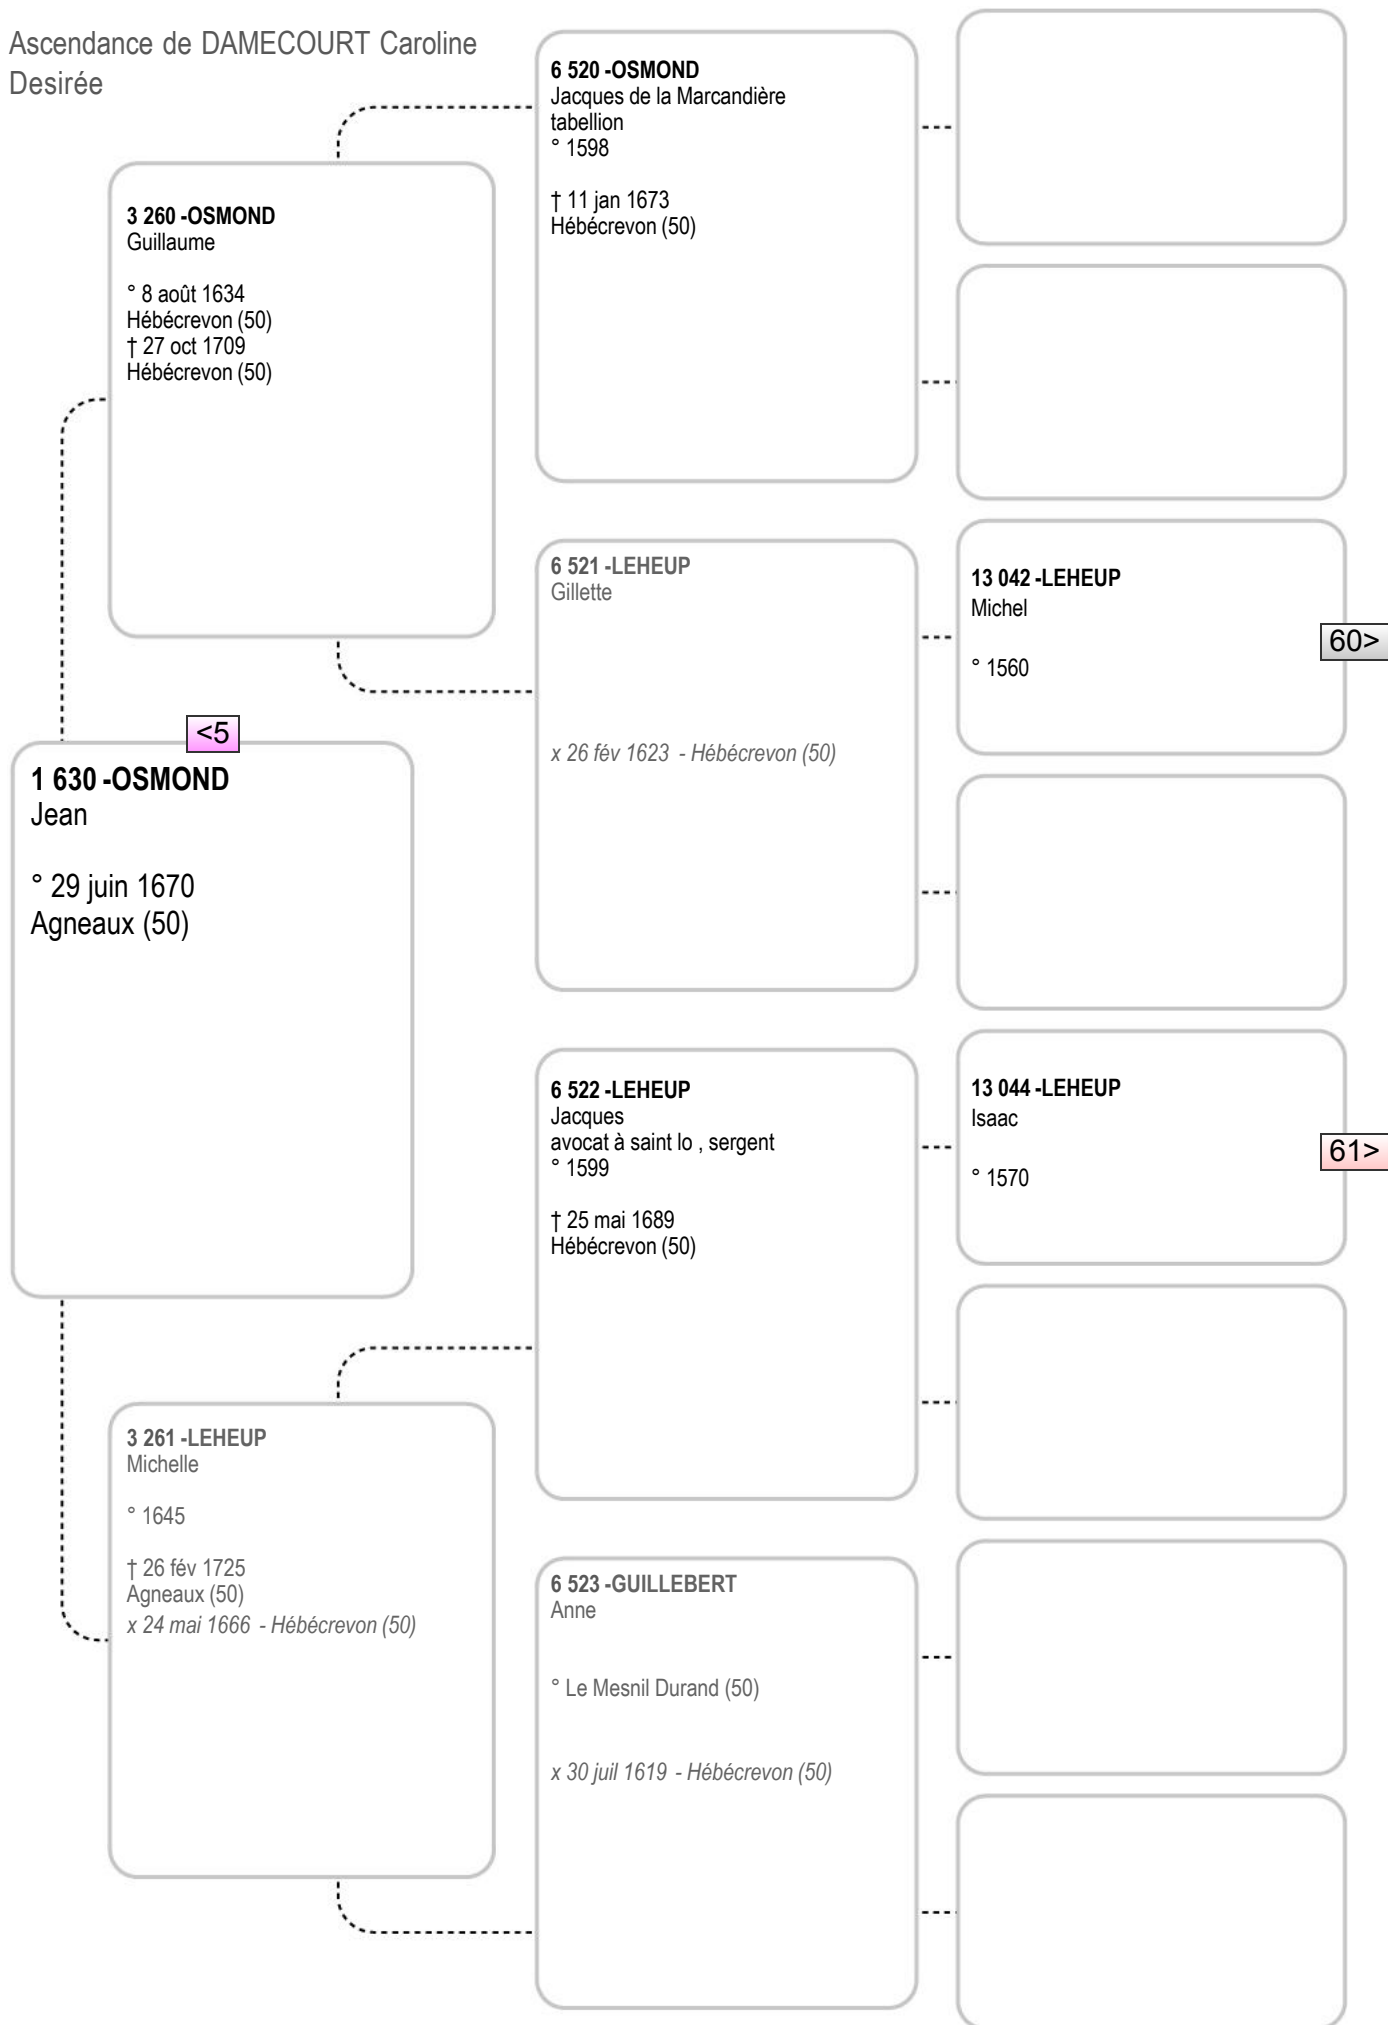 Ascendance de DAMECOURT Caroline
Desirée
3 260 -OSMOND
Guillaume
° 8 août 1634
Hébécrevon (50)
† 27 oct 1709
Hébécrevon (50)
<5
1 630 -OSMOND
Jean
° 29 juin 1670
Agneaux (50)
3 261 -LEHEUP
Michelle
° 1645
† 26 fév 1725
Agneaux (50)
x 24 mai 1666 - Hébécrevon (50)
6 520 -OSMOND
Jacques de la Marcandière
tabellion
° 1598
† 11 jan 1673
Hébécrevon (50)
6 521 -LEHEUP
Gillette
x 26 fév 1623 - Hébécrevon (50)
6 522 -LEHEUP
Jacques
avocat à saint lo , sergent
° 1599
† 25 mai 1689
Hébécrevon (50)
6 523 -GUILLEBERT
Anne
° Le Mesnil Durand (50)
x 30 juil 1619 - Hébécrevon (50)
13 042 -LEHEUP
Michel
° 1560
60>
13 044 -LEHEUP
Isaac
° 1570
61>